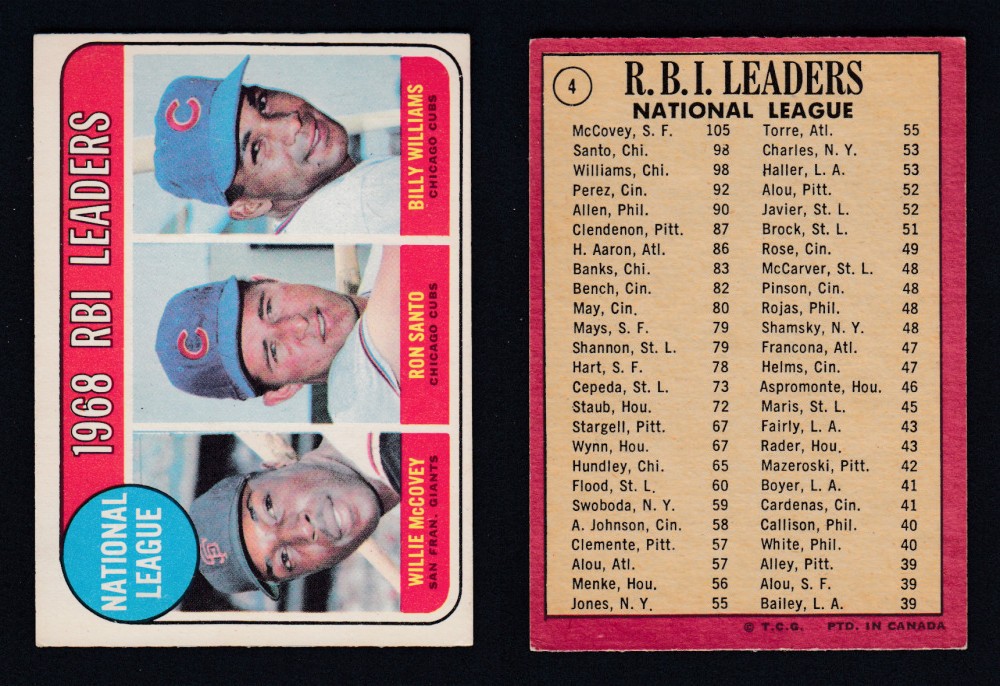 1968 RBI LEADERS
NATIONAL
LEAGUE
C
BILLY WILLIAMS
CHICAGO CUBS
C
RON SANTO
CHICAGO CUBS
SF
WILLIE McCOVEY
SAN FRAN. GIANTS
4
R.B.I. LEADERS
NATIONAL LEAGUE
McCovey, S. F. 105 Torre, Atl. 55
Santo, Chi. 98 Charles, N. Y. 53
Williams, Chi. 98 Haller, L. A. 53
Perez, Cin. 92 Alou, Pitt. 52
Allen, Phil. 90 Javier, St. L. 52
Clendenon, Pitt. 87 Brock, St. L. 51
H. Aaron, Atl. 86 Rose, Cin. 49
Banks, Chi. 83 McCarver, St. L. 48
Bench, Cin. 82 Pinson, Cin. 48
May, Cin. 80 Rojas, Phil. 48
Mays, S. F. 79 Shamsky, N. Y. 48
Shannon, St. L. 79 Francona, Atl. 47
Hart, S. F. 78 Helms, Cin. 47
Cepeda, St. L. 73 Aspromonte, Hou. 46
Staub, Hou. 72 Maris, St. L. 45
Stargell, Pitt. 67 Fairly, L. A. 43
Wynn, Hou. 67 Rader, Hou. 43
Hundley, Chi. 65 Mazeroski, Pitt. 42
Flood, St. L. 60 Boyer, L. A. 41
Swoboda, N. Y. 59 Cardenas, Cin. 41
A. Johnson, Cin. 58 Callison, Phil. 40
Clemente, Pitt. 57 White, Phil. 40
Alou, Atl. 57 Alley, Pitt. 39
Menke, Hou. 56 Alou, S. F. 39
Jones, N. Y. 55 Bailey, L. A. 39
© T.C.G. PTD. IN CANADA